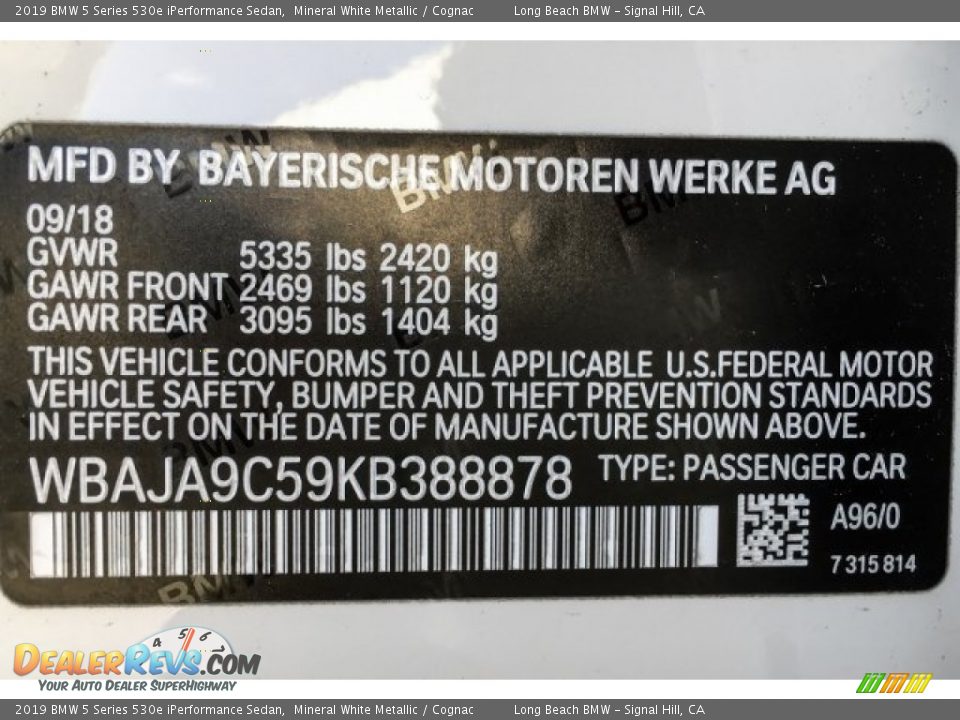 2019 BMW 5 Series 530e iPerformance Sedan,  Mineral White Metallic / Cognac  Long Beach BMW – Signal Hill, CA
MFD BY BAYERISCHE MOTOREN WERKE AG
09/18
GVWR 5335 lbs 2420 kg
GAWR FRONT 2469 lbs 1120 kg
GAWR REAR 3095 lbs 1404 kg
THIS VEHICLE CONFORMS TO ALL APPLICABLE U.S.FEDERAL MOTOR
VEHICLE SAFETY, BUMPER AND THEFT PREVENTION STANDARDS
IN EFFECT ON THE DATE OF MANUFACTURE SHOWN ABOVE.
WBAJA9C59KB388878 TYPE: PASSENGER CAR
A96/0
7 315 814
DEALERREVS.COM
YOUR AUTO DEALER SUPERHIGHWAY
2019 BMW 5 Series 530e iPerformance Sedan,  Mineral White Metallic / Cognac  Long Beach BMW – Signal Hill, CA